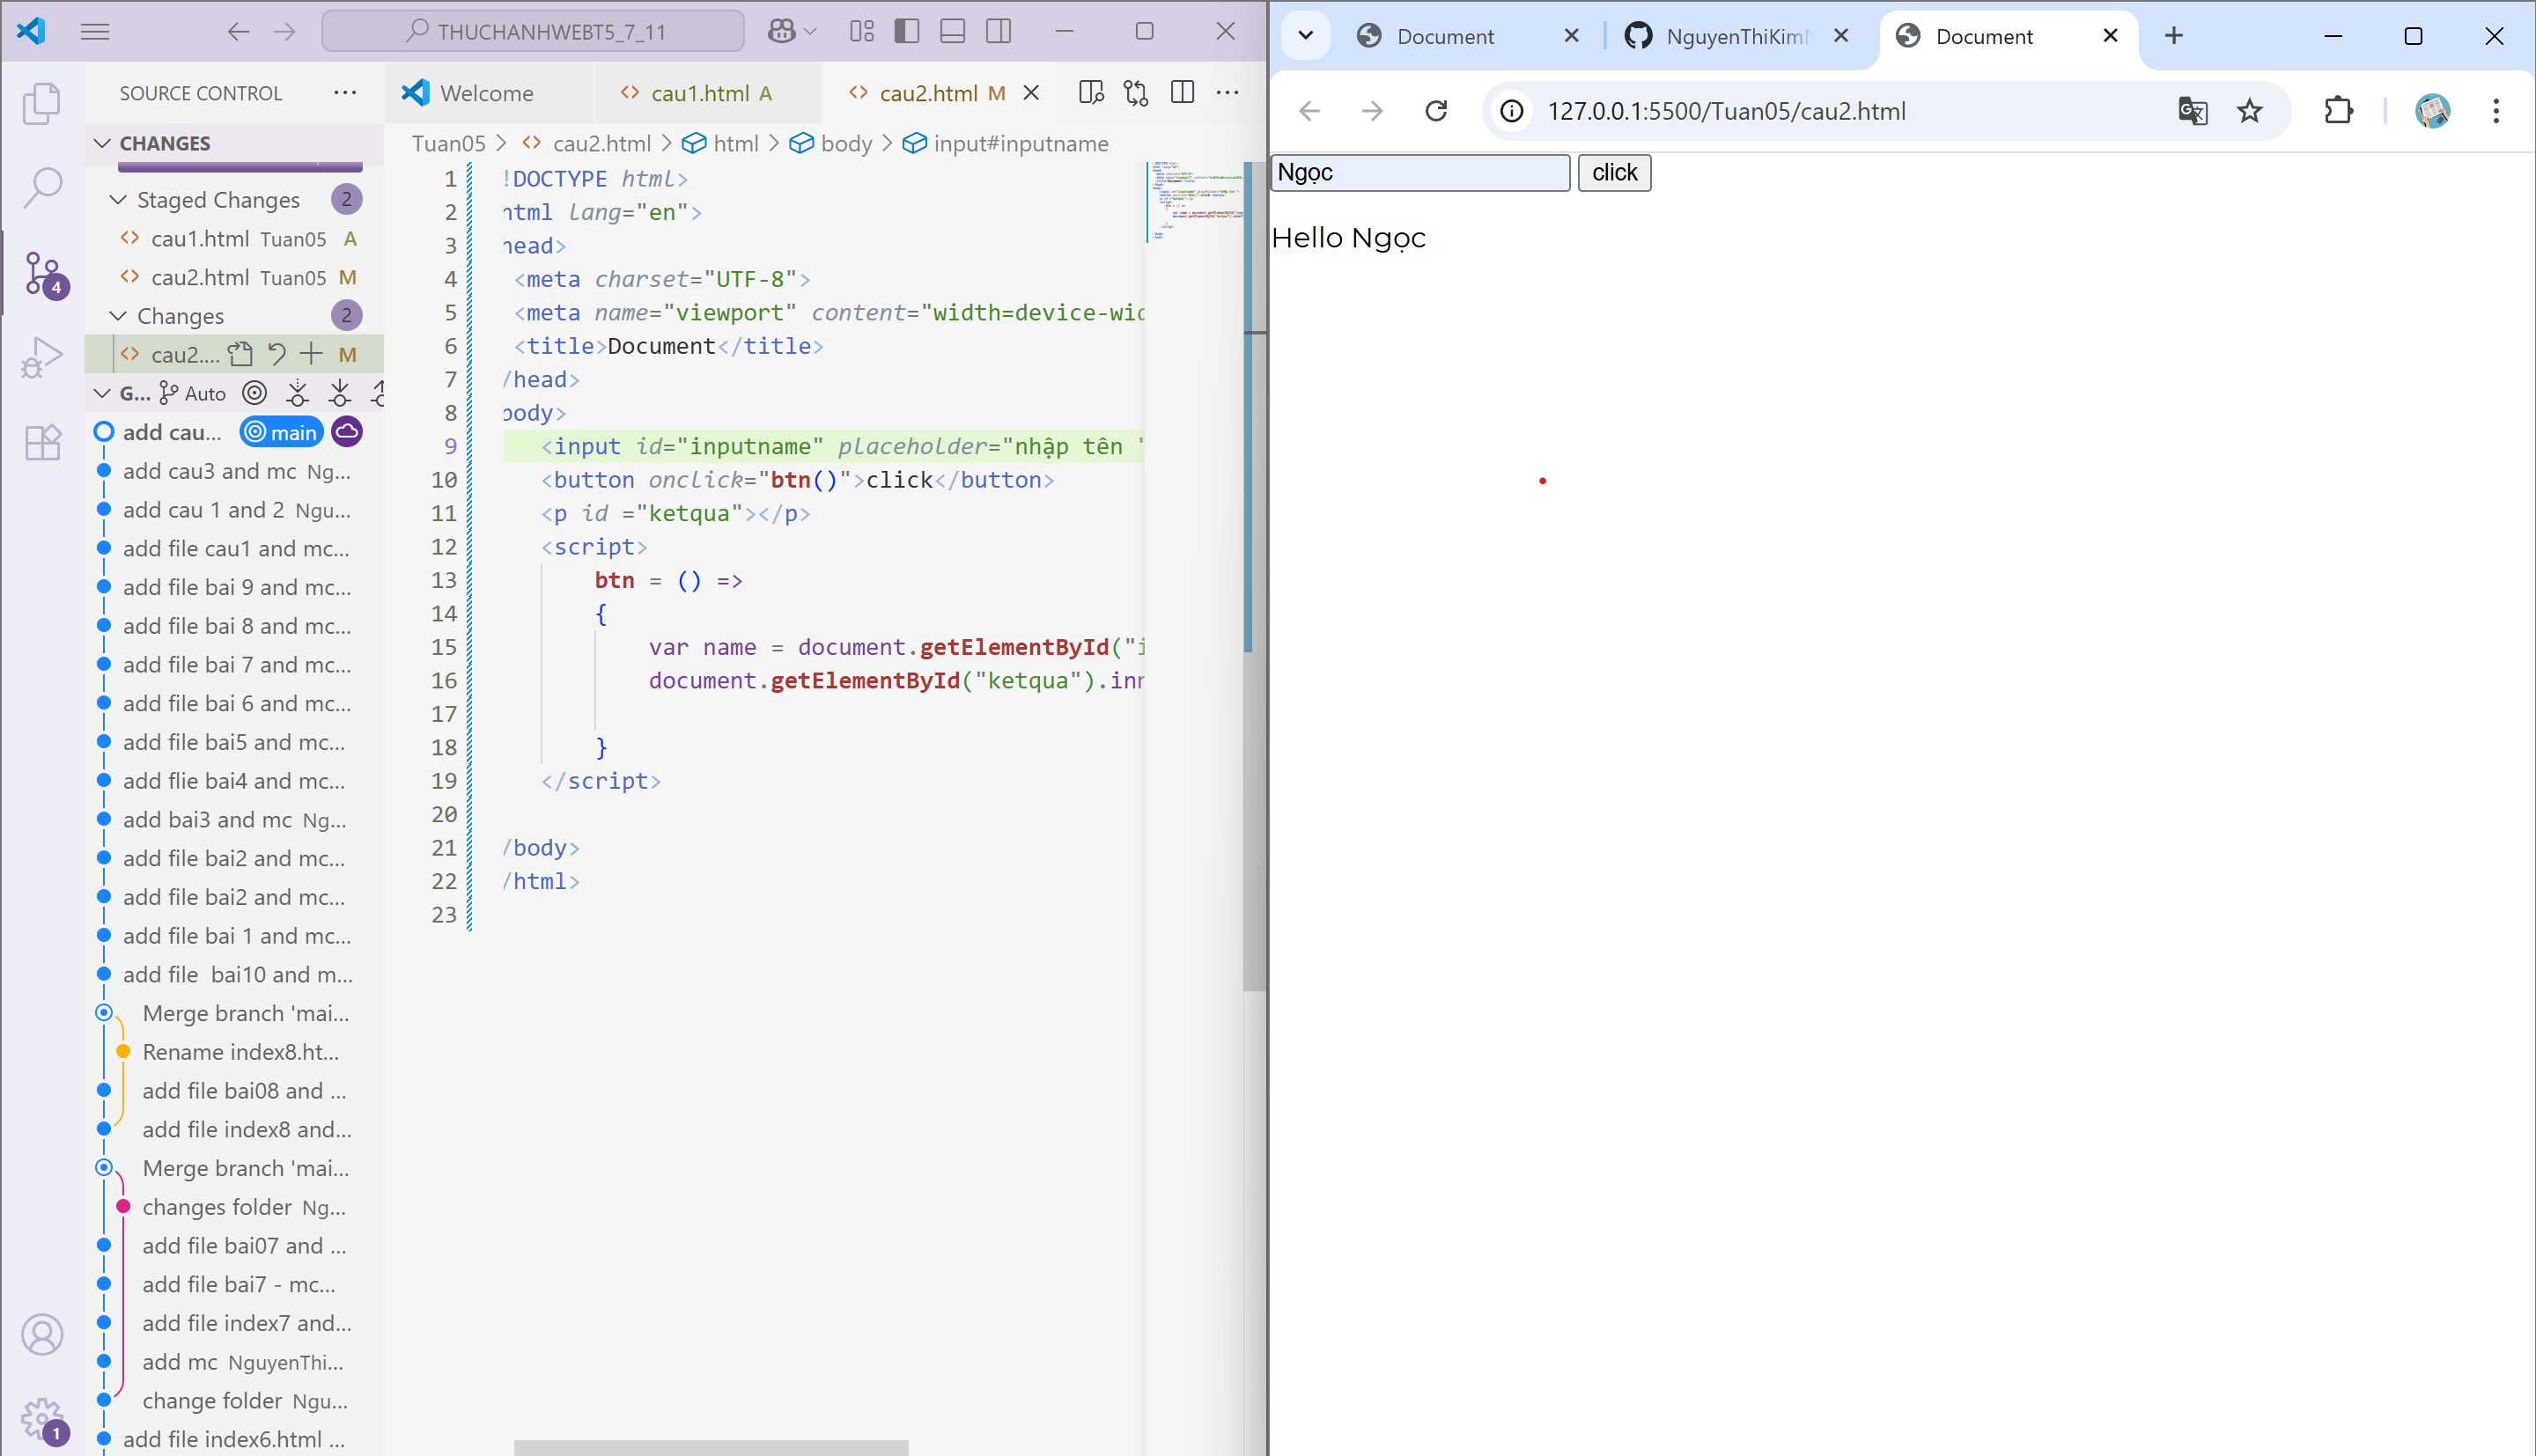 THUCHANHWEBT5_7_11
SOURCE CONTROL
CHANGES
Staged Changes 2
cau1.html Tuan05 A
cau2.html Tuan05 M
Changes 2
cau2.... M
G... Auto
add cau... main
add cau3 and mc Ng...
add cau 1 and 2 Ngu...
add file cau1 and mc...
add file bai 9 and mc...
add file bai 8 and mc...
add file bai 7 and mc...
add file bai 6 and mc...
add file bai5 and mc...
add flie bai4 and mc...
add bai3 and mc Ng...
add file bai2 and mc...
add file bai2 and mc...
add file bai 1 and mc...
add file  bai10 and m...
Merge branch 'mai...
Rename index8.ht...
add file bai08 and ...
add file index8 and...
Merge branch 'mai...
changes folder Ng...
add file bai07 and ...
add file bai7 - mc...
add file index7 and...
add mc NguyenThi...
change folder Ngu...
add file index6.html ...
4
1
Welcome
cau1.html A
cau2.html M
Tuan05 > cau2.html > html > body > input#inputname
1 !DOCTYPE html>
2 html lang="en">
3 head>
4 <meta charset="UTF-8">
5 <meta name="viewport" content="width=device-wid
6 <title>Document</title>
7 /head>
8 body>
9 <input id="inputname" placeholder="nhập tên "
10 <button onclick="btn()">click</button>
11 <p id ="ketqua"></p>
12 <script>
13 btn = () =>
14 {
15 var name = document.getElementById("i
16 document.getElementById("ketqua").inn
17
18 }
19 </script>
20
21 /body>
22 /html>
23
Document
NguyenThiKimN
Document
127.0.0.1:5500/Tuan05/cau2.html
Ngọc click
Hello Ngọc